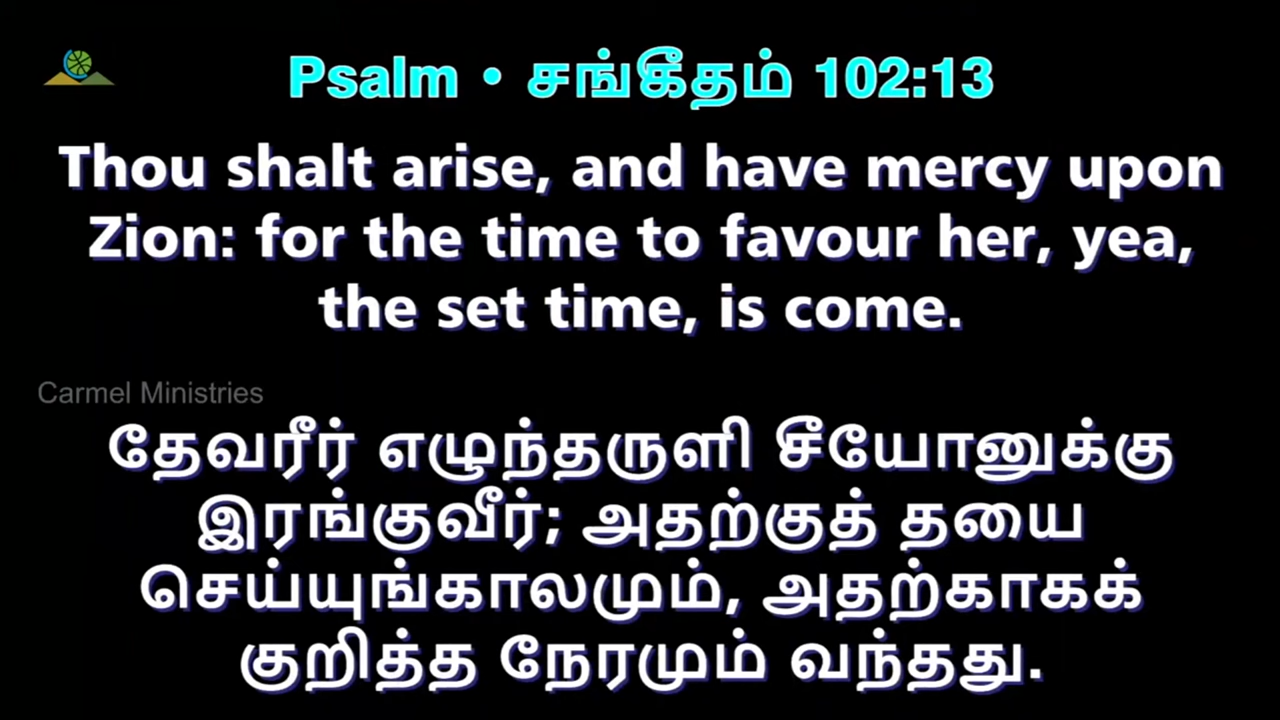 Psalm • சங்கீதம் 102:13
Thou shalt arise, and have mercy upon
Zion: for the time to favour her, yea,
the set time, is come.
Carmel Ministries
தேவரீர் எழுந்தருளி சீயோனுக்கு
இரங்குவீர்; அதற்குத் தயை
செய்யுங்காலமும், அதற்காகக்
குறித்த நேரமும் வந்தது.